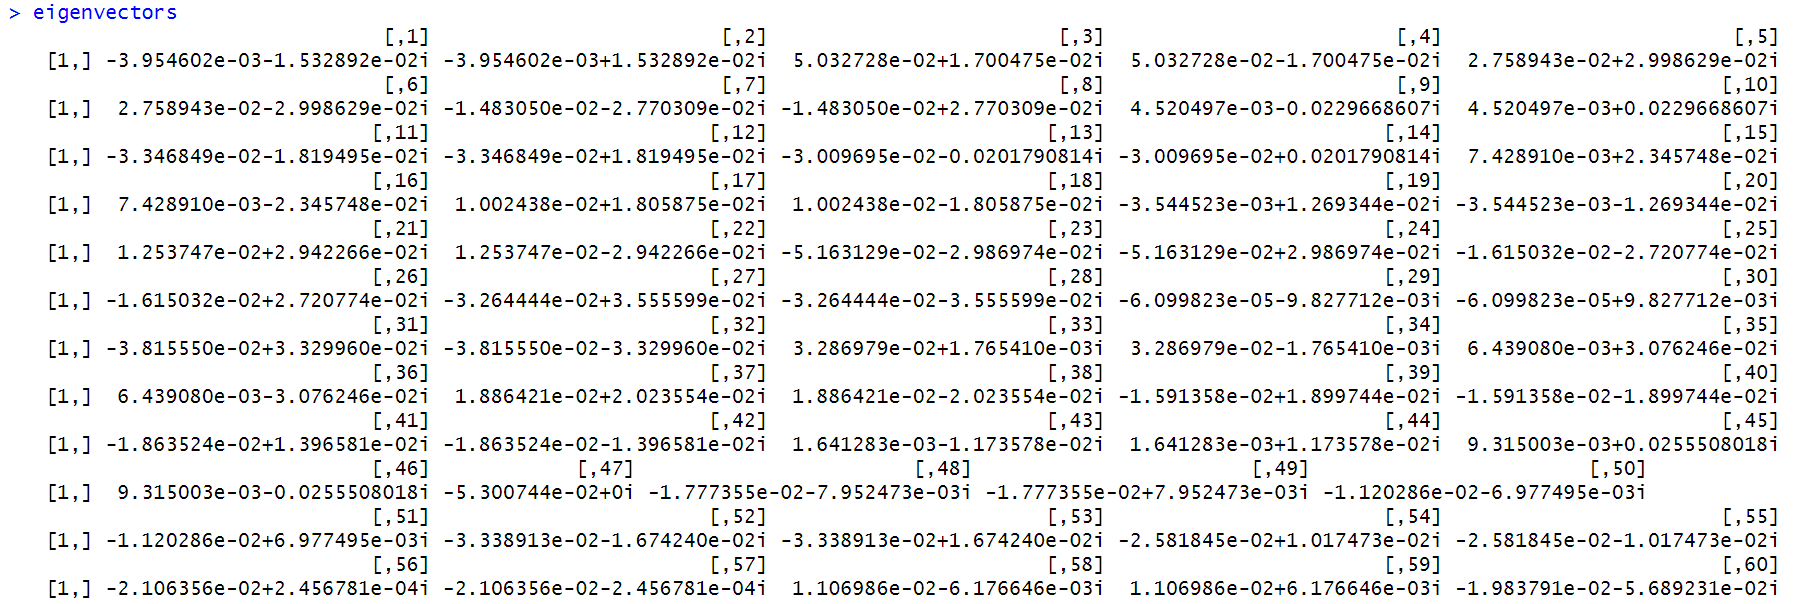 > eigenvectors
[,1] [,2] [,3] [,4] [,5]
[1,] -3.954602e-03-1.532892e-02i -3.954602e-03+1.532892e-02i 5.032728e-02+1.700475e-02i 5.032728e-02-1.700475e-02i 2.758943e-02+2.998629e-02i
[,6] [,7] [,8] [,9] [,10]
[1,] 2.758943e-02-2.998629e-02i -1.483050e-02-2.770309e-02i -1.483050e-02+2.770309e-02i 4.520497e-03-0.0229668607i 4.520497e-03+0.0229668607i
[,11] [,12] [,13] [,14] [,15]
[1,] -3.346849e-02-1.819495e-02i -3.346849e-02+1.819495e-02i -3.009695e-02-0.0201790814i -3.009695e-02+0.0201790814i 7.428910e-03+2.345748e-02i
[,16] [,17] [,18] [,19] [,20]
[1,] 7.428910e-03-2.345748e-02i 1.002438e-02+1.805875e-02i 1.002438e-02-1.805875e-02i -3.544523e-03+1.269344e-02i -3.544523e-03-1.269344e-02i
[,21] [,22] [,23] [,24] [,25]
[1,] 1.253747e-02+2.942266e-02i 1.253747e-02-2.942266e-02i -5.163129e-02-2.986974e-02i -5.163129e-02+2.986974e-02i -1.615032e-02-2.720774e-02i
[,26] [,27] [,28] [,29] [,30]
[1,] -1.615032e-02+2.720774e-02i -3.264444e-02+3.555599e-02i -3.264444e-02-3.555599e-02i -6.099823e-05-9.827712e-03i -6.099823e-05+9.827712e-03i
[,31] [,32] [,33] [,34] [,35]
[1,] -3.815550e-02+3.329960e-02i -3.815550e-02-3.329960e-02i 3.286979e-02+1.765410e-03i 3.286979e-02-1.765410e-03i 6.439080e-03+3.076246e-02i
[,36] [,37] [,38] [,39] [,40]
[1,] 6.439080e-03-3.076246e-02i 1.886421e-02+2.023554e-02i 1.886421e-02-2.023554e-02i -1.591358e-02+1.899744e-02i -1.591358e-02-1.899744e-02i
[,41] [,42] [,43] [,44] [,45]
[1,] -1.863524e-02+1.396581e-02i -1.863524e-02-1.396581e-02i 1.641283e-03-1.173578e-02i 1.641283e-03+1.173578e-02i 9.315003e-03+0.0255508018i
[,46] [,47] [,48] [,49] [,50]
[1,] 9.315003e-03-0.0255508018i -5.300744e-02+0i -1.777355e-02-7.952473e-03i -1.777355e-02+7.952473e-03i -1.120286e-02-6.977495e-03i
[,51] [,52] [,53] [,54] [,55]
[1,] -1.120286e-02+6.977495e-03i -3.338913e-02-1.674240e-02i -3.338913e-02+1.674240e-02i -2.581845e-02+1.017473e-02i -2.581845e-02-1.017473e-02i
[,56] [,57] [,58] [,59] [,60]
[1,] -2.106356e-02+2.456781e-04i -2.106356e-02-2.456781e-04i 1.106986e-02-6.176646e-03i 1.106986e-02+6.176646e-03i -1.983791e-02-5.689231e-02i